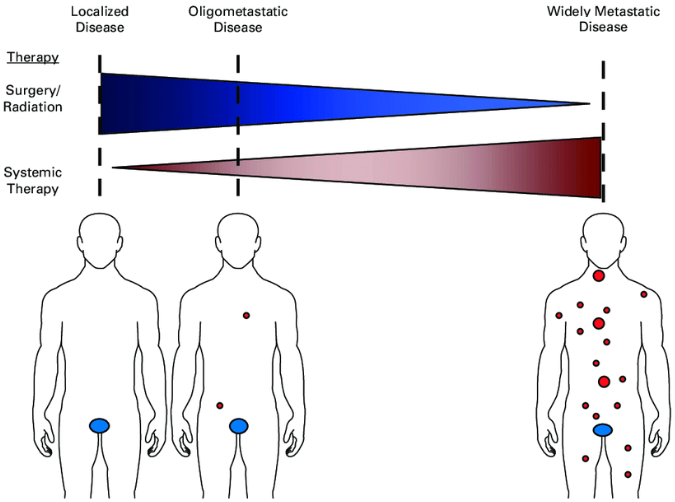 Localized
Disease
Oligometastatic
Disease
Widely Metastatic
Disease
Therapy
Surgery/
Radiation
Systemic
Therapy